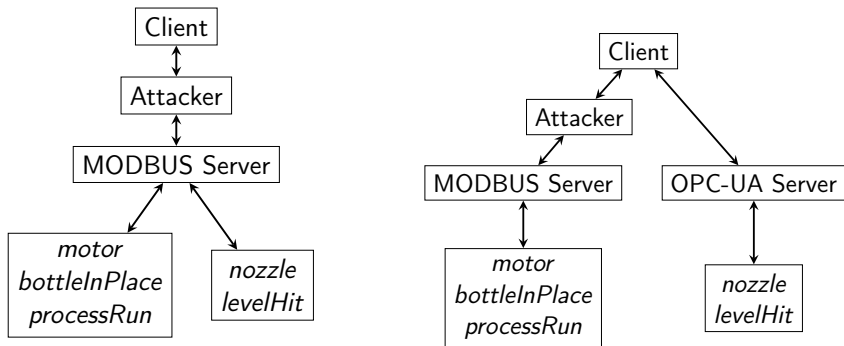 Client
Attacker
MODBUS Server
motor
bottleInPlace
processRun
nozzle
levelHit
Client
Attacker
MODBUS Server
OPC-UA Server
motor
bottleInPlace
processRun
nozzle
levelHit